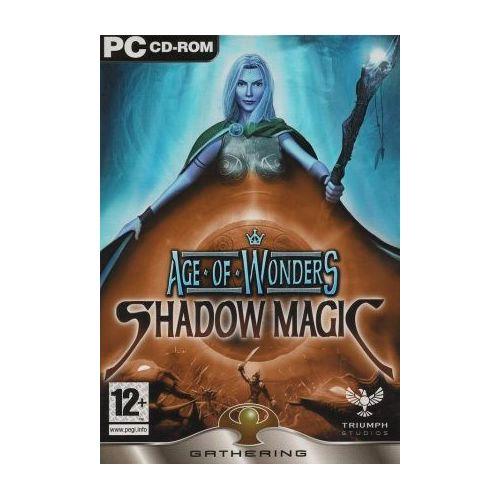 PC CD-ROM
AGE·OF·WONDERS
SHADOW MAGIC
12+
www.pegi.info
TRIUMPH
STUDIOS
GATHERING